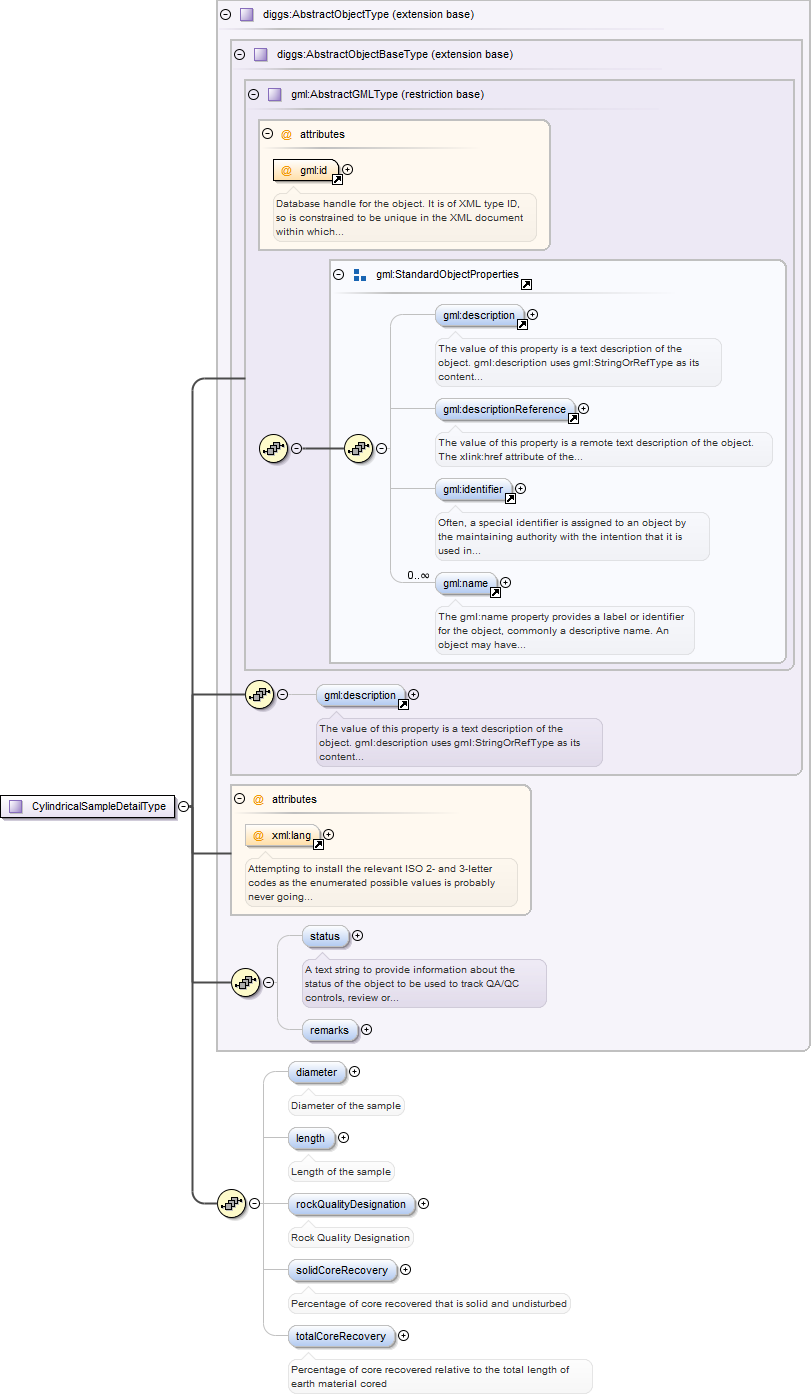 diggs:AbstractObjectType (extension base)
diggs:AbstractObjectBaseType (extension base)
gml:AbstractGMLType (restriction base)
@ attributes
@ gml:id
Database handle for the object. It is of XML type ID,
so is constrained to be unique in the XML document
within which...
gml:StandardObjectProperties
gml:description
The value of this property is a text description of the
object. gml:description uses gml:StringOrRefType as its
content...
gml:descriptionReference
The value of this property is a remote text description of the object.
The xlink:href attribute of the...
gml:identifier
Often, a special identifier is assigned to an object by
the maintaining authority with the intention that it is
used in...
0..∞
gml:name
The gml:name property provides a label or identifier
for the object, commonly a descriptive name. An
object may have...
gml:description
The value of this property is a text description of the
object. gml:description uses gml:StringOrRefType as its
content...
CylindricalSampleDetailType
@ attributes
@ xml:lang
Attempting to install the relevant ISO 2- and 3-letter
codes as the enumerated possible values is probably
never going...
status
A text string to provide information about the
status of the object to be used to track QA/QC
controls, review or...
remarks
diameter
Diameter of the sample
length
Length of the sample
rockQualityDesignation
Rock Quality Designation
solidCoreRecovery
Percentage of core recovered that is solid and undisturbed
totalCoreRecovery
Percentage of core recovered relative to the total length of
earth material cored